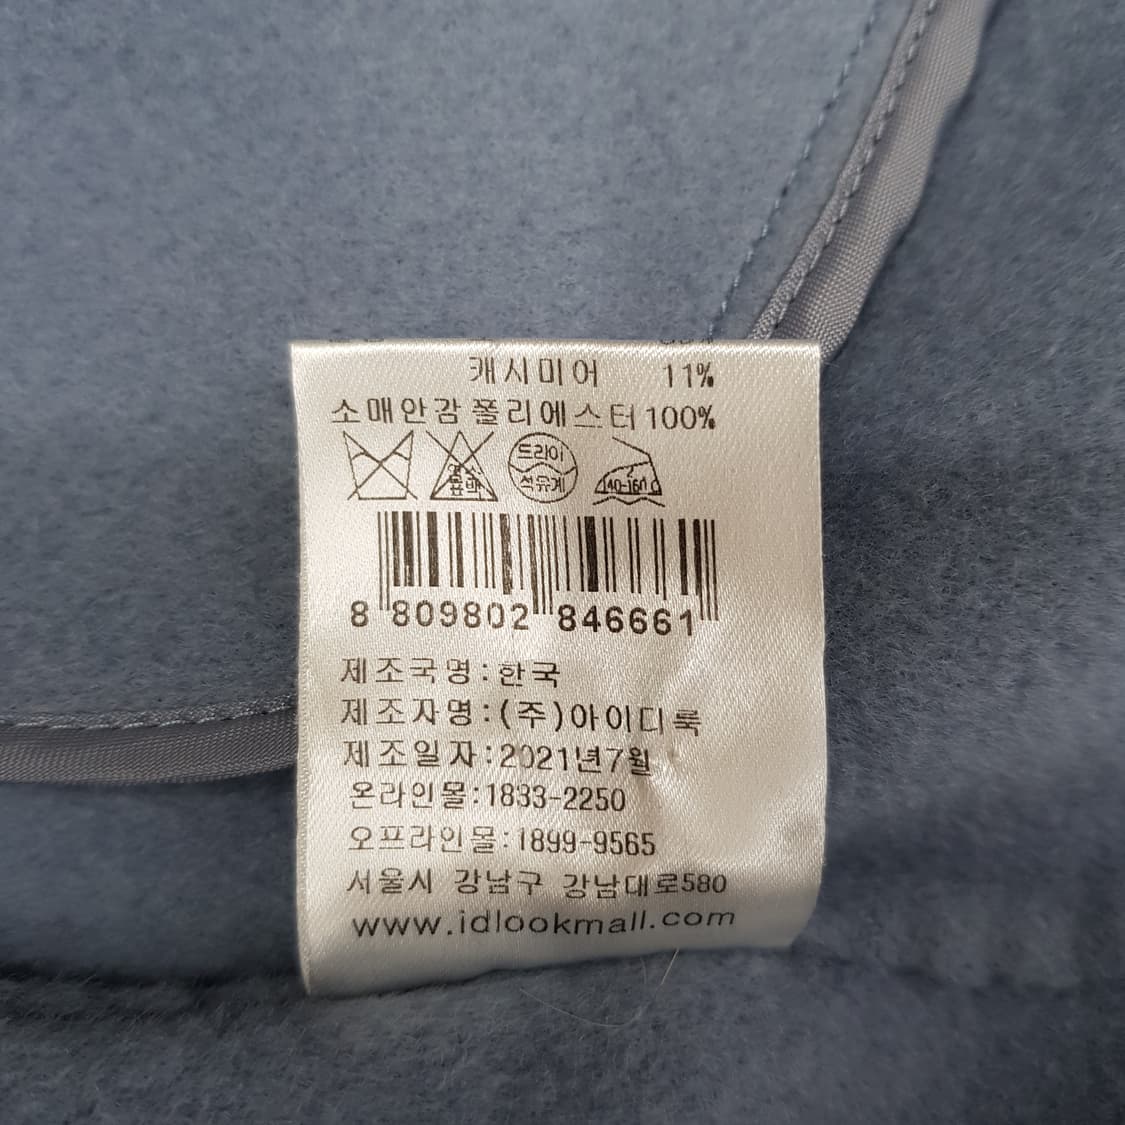 캐시미어 11%
소매안감 폴리에스터 100%
드라이
석유계
140-160
8 809802 846661
제조국명:한국
제조자명:(주)아이디룩
제조일자:2021년7월
온라인몰:1833-2250
오프라인몰:1899-9565
서울시 강남구 강남대로580
www.idlookmall.com